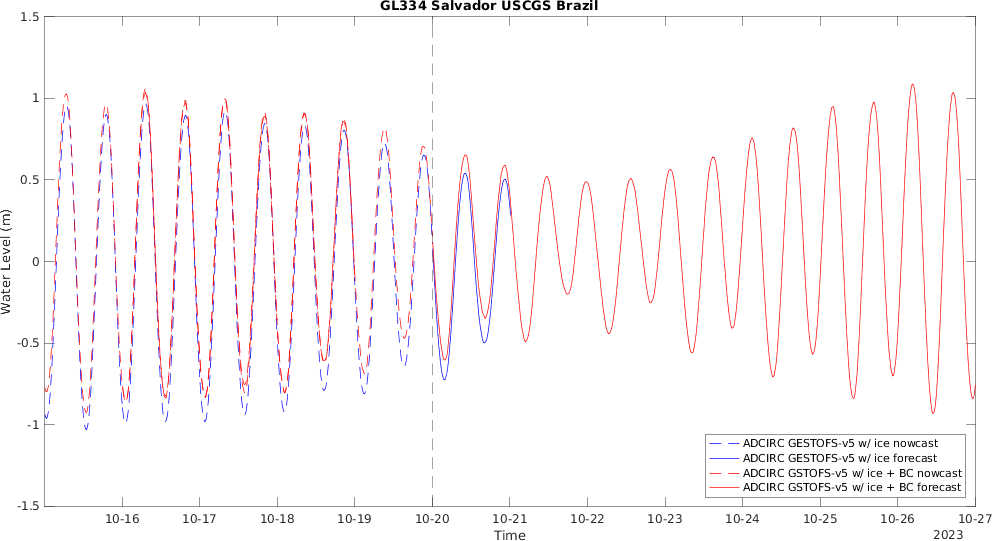 GL334 Salvador USCGS Brazil
1.5
1
0.5
0
-0.5
-1
-1.5
Water Level (m)
ADCIRC GESTOFS-v5 w/ ice nowcast
ADCIRC GESTOFS-v5 w/ ice forecast
ADCIRC GSTOFS-v5 w/ ice + BC nowcast
ADCIRC GSTOFS-v5 w/ ice + BC forecast
10-16 10-17 10-18 10-19 10-20 10-21 10-22 10-23 10-24 10-25 10-26 10-27
Time
2023